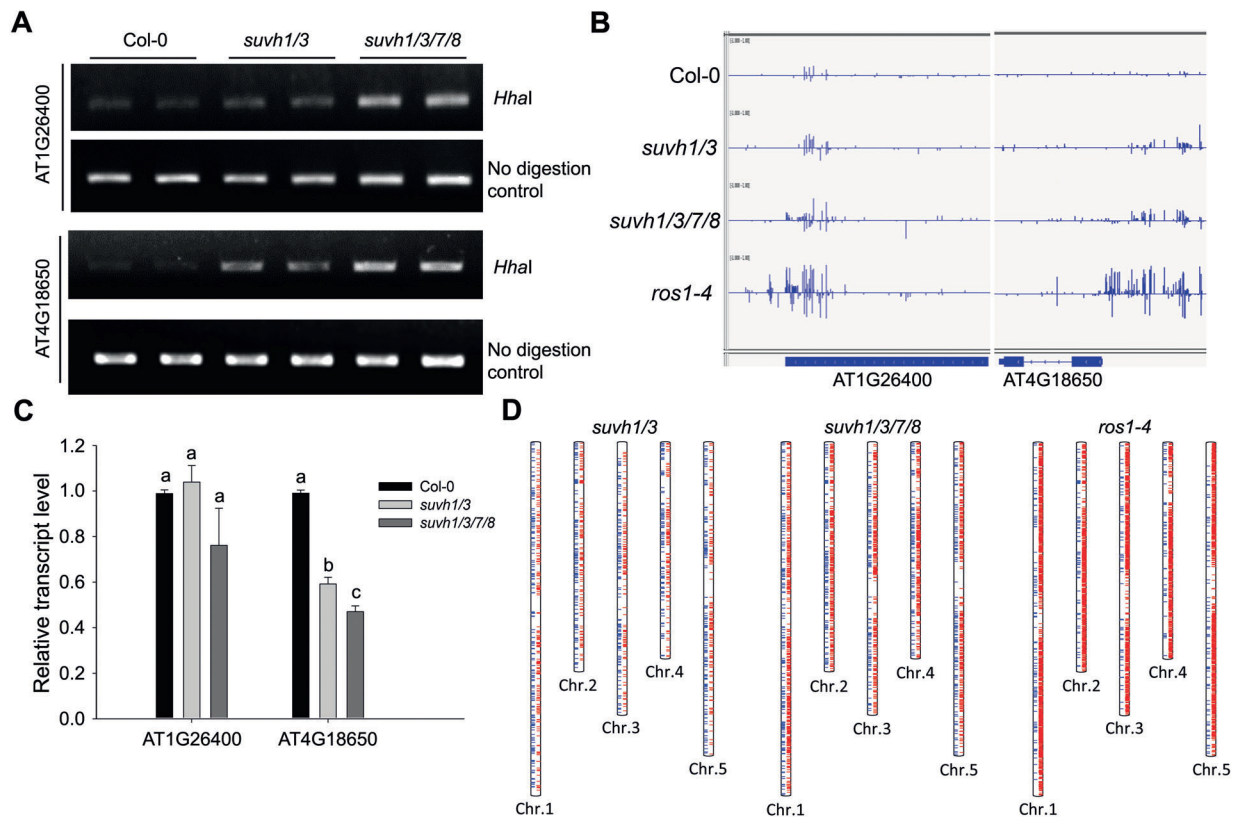 A
Col-0
suvh1/3
suvh1/3/7/8
AT1G26400
HhaI
No digestion
control
AT4G18650
HhaI
No digestion
control
B
Col-0
suvh1/3
suvh1/3/7/8
ros1-4
AT1G26400
AT4G18650
C
Relative transcript level
1.2
1.0
0.8
0.6
0.4
0.2
0.0
a
a
a
a
b
c
Col-0
suvh1/3
suvh1/3/7/8
AT1G26400
AT4G18650
D
suvh1/3
suvh1/3/7/8
ros1-4
Chr.1
Chr.2
Chr.3
Chr.4
Chr.5
Chr.1
Chr.2
Chr.3
Chr.4
Chr.5
Chr.1
Chr.2
Chr.3
Chr.4
Chr.5